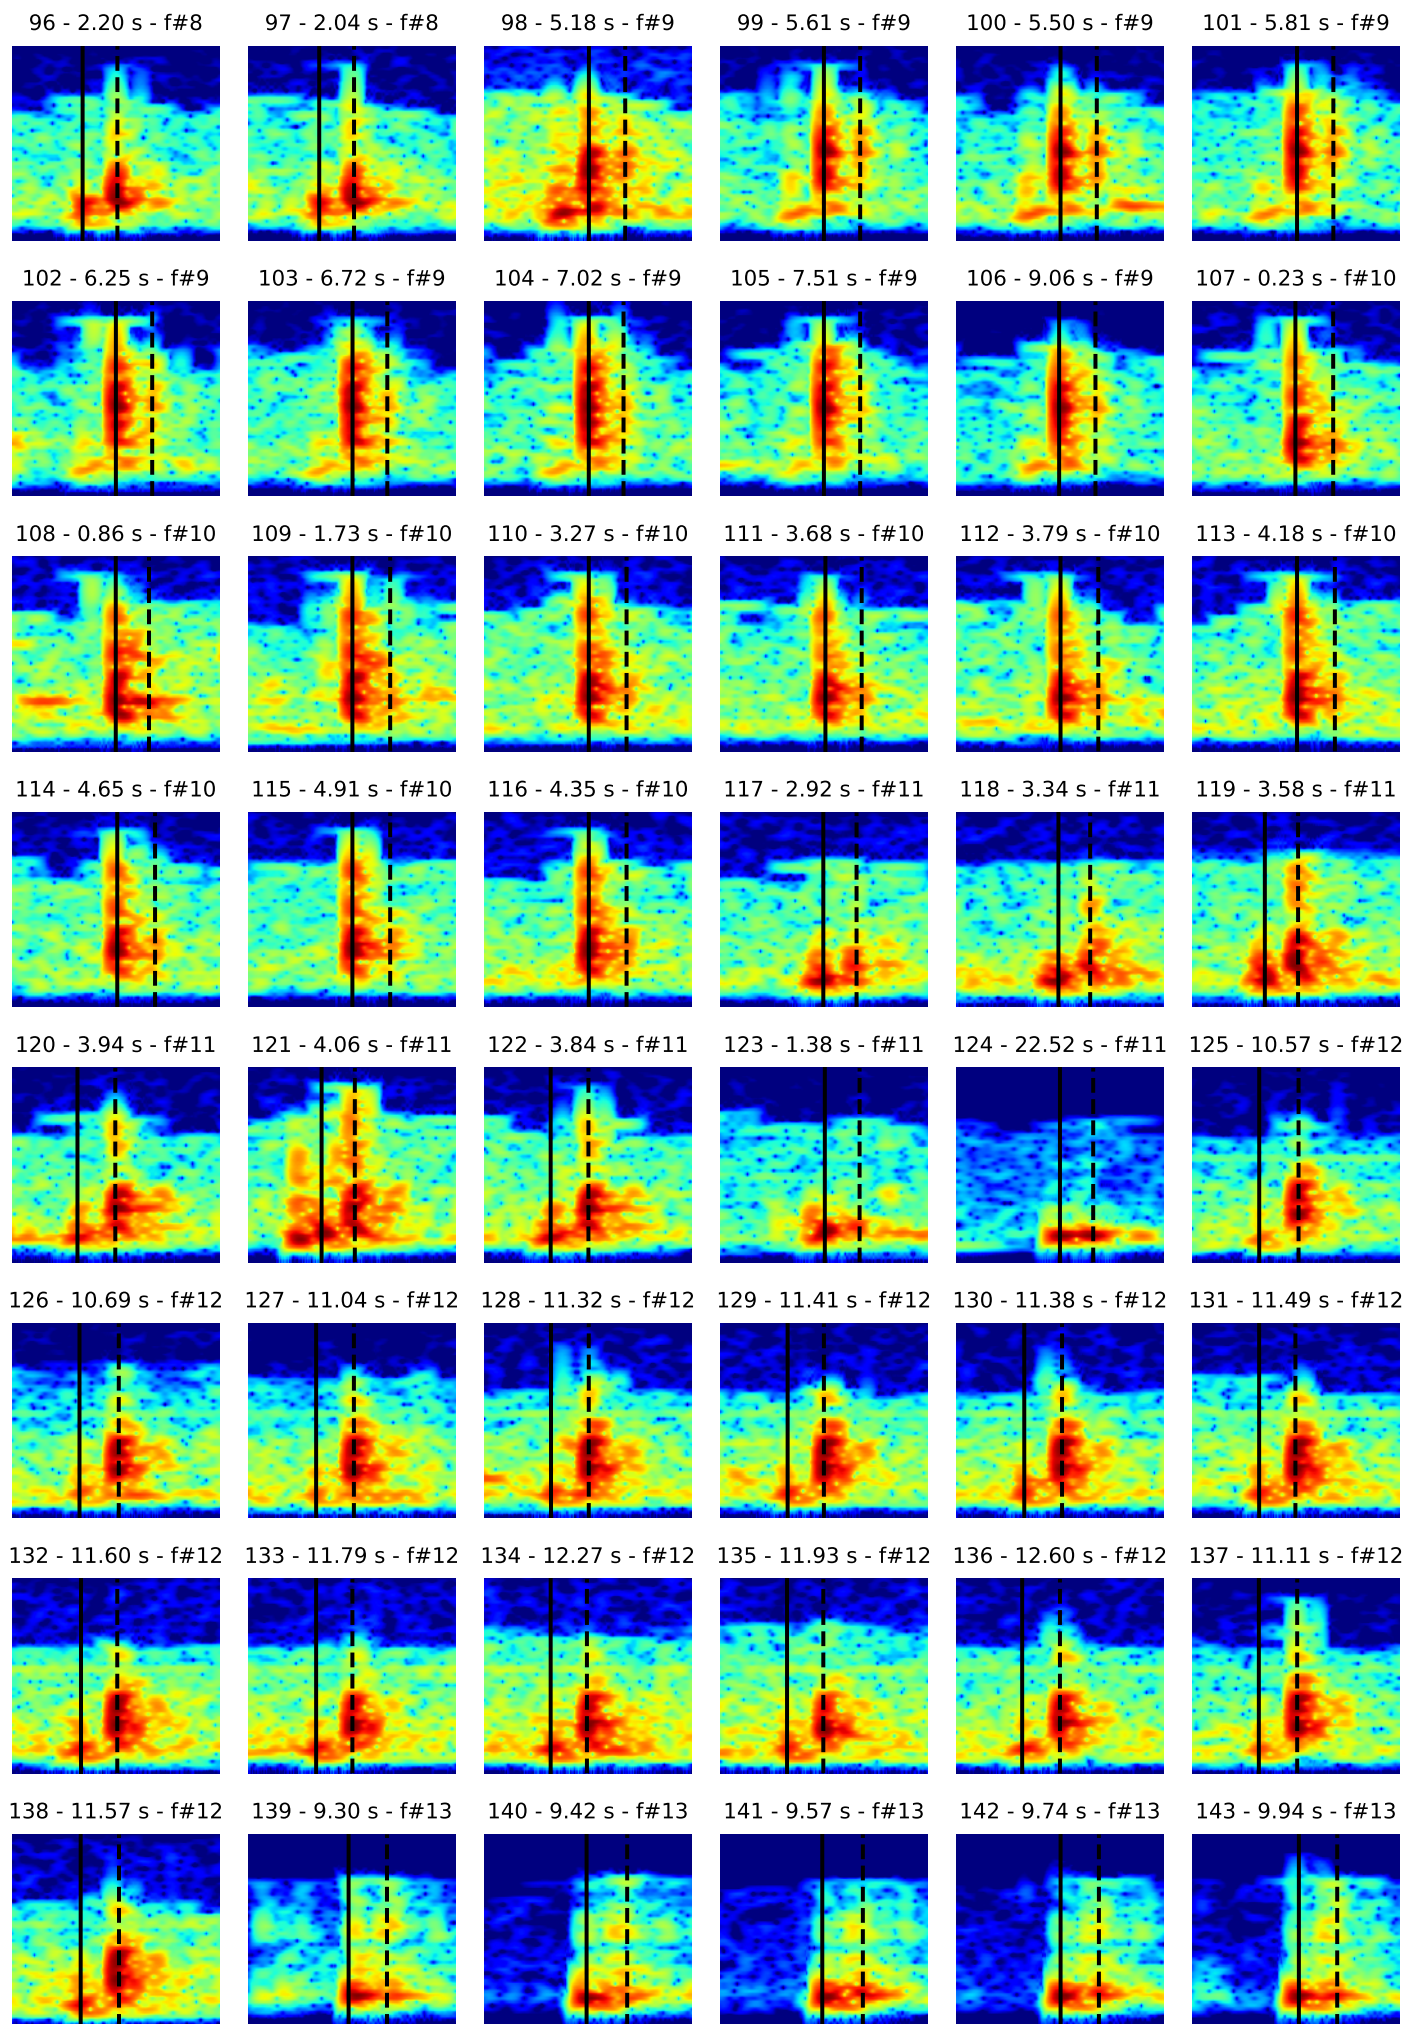 96 - 2.20 s - f#8 97 - 2.04 s - f#8 98 - 5.18 s - f#9 99 - 5.61 s - f#9 100 - 5.50 s - f#9 101 - 5.81 s - f#9
102 - 6.25 s - f#9 103 - 6.72 s - f#9 104 - 7.02 s - f#9 105 - 7.51 s - f#9 106 - 9.06 s - f#9 107 - 0.23 s - f#10
108 - 0.86 s - f#10 109 - 1.73 s - f#10 110 - 3.27 s - f#10 111 - 3.68 s - f#10 112 - 3.79 s - f#10 113 - 4.18 s - f#10
114 - 4.65 s - f#10 115 - 4.91 s - f#10 116 - 4.35 s - f#10 117 - 2.92 s - f#11 118 - 3.34 s - f#11 119 - 3.58 s - f#11
120 - 3.94 s - f#11 121 - 4.06 s - f#11 122 - 3.84 s - f#11 123 - 1.38 s - f#11 124 - 22.52 s - f#11 125 - 10.57 s - f#12
126 - 10.69 s - f#12 127 - 11.04 s - f#12 128 - 11.32 s - f#12 129 - 11.41 s - f#12 130 - 11.38 s - f#12 131 - 11.49 s - f#12
132 - 11.60 s - f#12 133 - 11.79 s - f#12 134 - 12.27 s - f#12 135 - 11.93 s - f#12 136 - 12.60 s - f#12 137 - 11.11 s - f#12
138 - 11.57 s - f#12 139 - 9.30 s - f#13 140 - 9.42 s - f#13 141 - 9.57 s - f#13 142 - 9.74 s - f#13 143 - 9.94 s - f#13